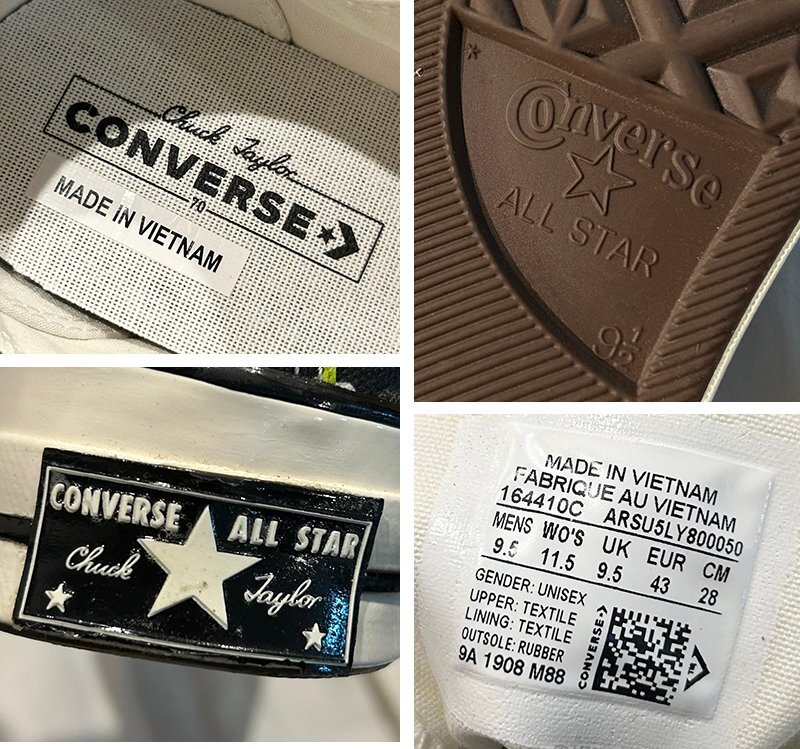 Chuck Taylor
CONVERSE
70
MADE IN VIETNAM
Converse
ALL STAR
9 1/2
CONVERSE ALL STAR
Chuck Taylor
MADE IN VIETNAM
FABRIQUE AU VIETNAM
164410C ARSU5LY800050
MENS WO'S UK EUR CM
9.5 11.5 9.5 43 28
GENDER: UNISEX
UPPER: TEXTILE
LINING: TEXTILE
OUTSOLE: RUBBER
9A 1908 M88
CONVERSE